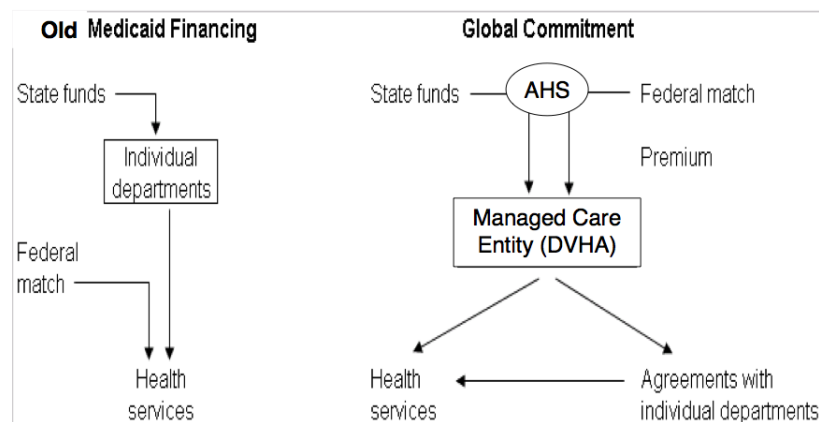 Old Medicaid Financing
State funds
Individual
departments
Federal
match
Health
services
Global Commitment
State funds
AHS
Federal match
Premium
Managed Care
Entity (DVHA)
Health
services
Agreements with
individual departments